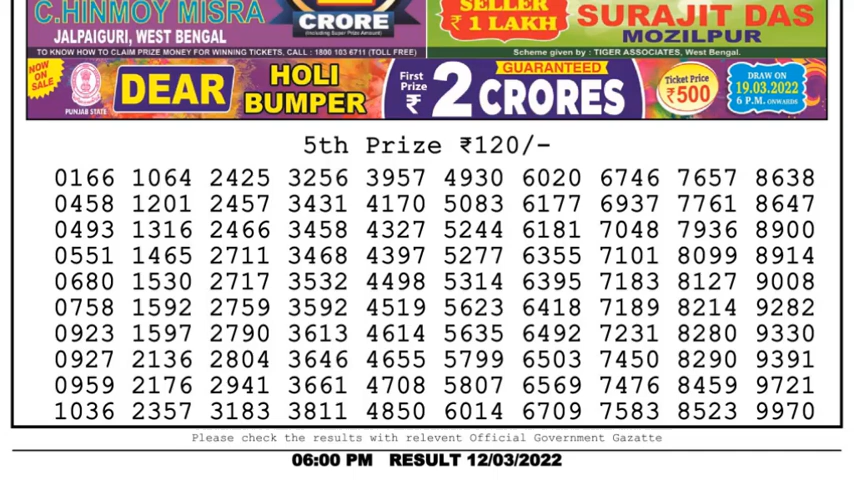 C.HINMOY MISRA
JALPAIGURI, WEST BENGAL
CRORE
(Including Super Prize Amount)
SELLER
₹ 1 LAKH
SURAJIT DAS
MOZILPUR
TO KNOW HOW TO CLAIM PRIZE MONEY FOR WINNING TICKETS, CALL : 1800 103 6711 (TOLL FREE)
Scheme given by : TIGER ASSOCIATES, West Bengal.
NOW ON SALE
PUNJAB STATE
DEAR
HOLI
BUMPER
First
Prize
₹
GUARANTEED
2 CRORES
Ticket Price
₹500
DRAW ON
19.03.2022
6 P.M. ONWARDS
5th Prize ₹120/-
0166 1064 2425 3256 3957 4930 6020 6746 7657 8638
0458 1201 2457 3431 4170 5083 6177 6937 7761 8647
0493 1316 2466 3458 4327 5244 6181 7048 7936 8900
0551 1465 2711 3468 4397 5277 6355 7101 8099 8914
0680 1530 2717 3532 4498 5314 6395 7183 8127 9008
0758 1592 2759 3592 4519 5623 6418 7189 8214 9282
0923 1597 2790 3613 4614 5635 6492 7231 8280 9330
0927 2136 2804 3646 4655 5799 6503 7450 8290 9391
0959 2176 2941 3661 4708 5807 6569 7476 8459 9721
1036 2357 3183 3811 4850 6014 6709 7583 8523 9970
Please check the results with relevent Official Government Gazatte
06:00 PM RESULT 12/03/2022